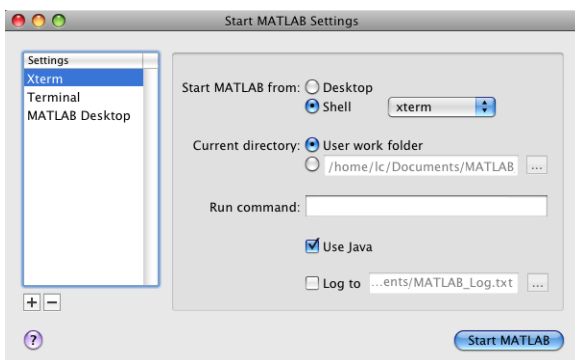 Start MATLAB Settings
Settings
Xterm
Terminal
MATLAB Desktop
Start MATLAB from: Desktop
Shell xterm
Current directory: User work folder
/home/lc/Documents/MATLAB ...
Run command:
Use Java
Log to ...ents/MATLAB_Log.txt ...
+ −
? Start MATLAB